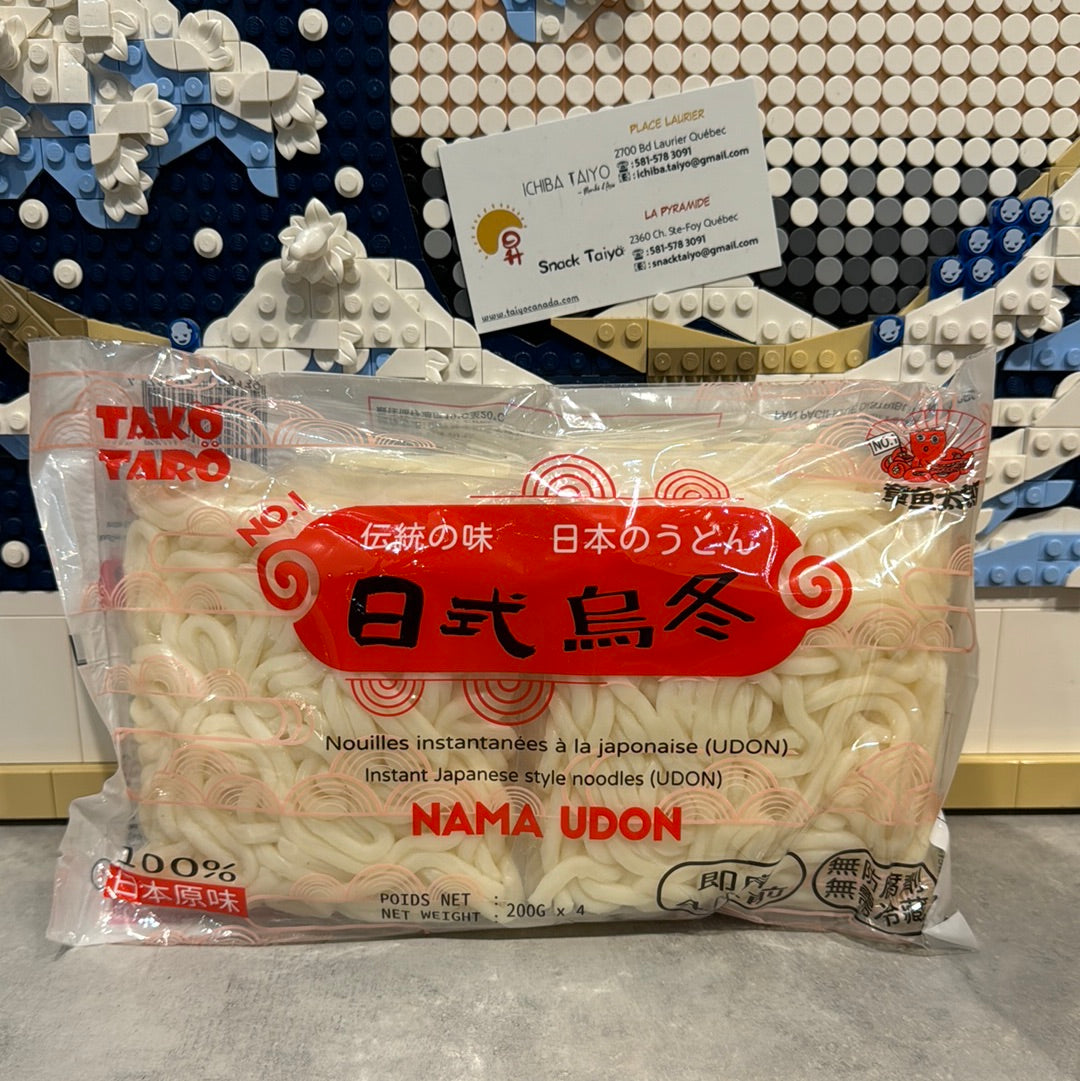 PLACE LAURIER
2700 Bd Laurier Québec
:581-578 3091
:ichiba.taiyo@gmail.com
ICHIBA TAIYO
LA PYRAMIDE
2360 Ch. Ste-Foy Québec
:581-578 3091
:snacktaiyo@gmail.com
Snack Taiyo
www.taiyocanada.com
TAKO
TARO
NO.1
NO.1
伝統の味 日本のうどん
日式烏冬
Nouilles instantanées à la japonaise (UDON)
Instant Japanese style noodles (UDON)
NAMA UDON
100%
日本原味
POIDS NET :
NET WEIGHT : 200G x 4